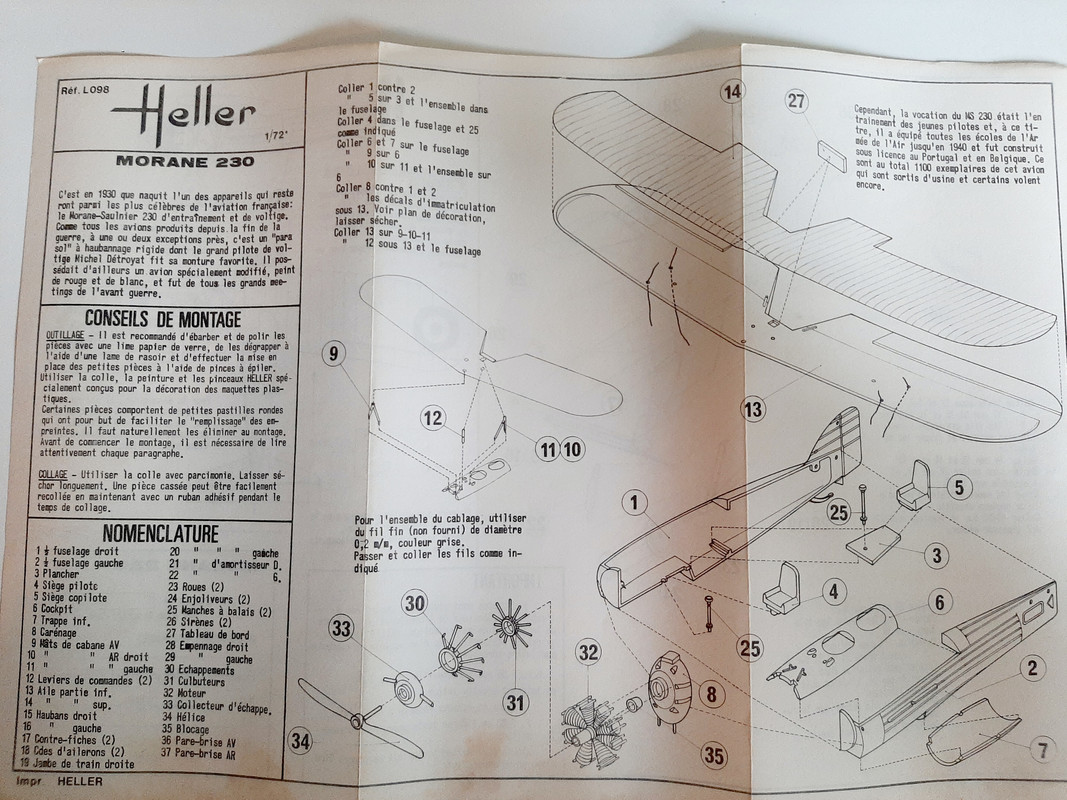 Réf. L098
Heller
1/72°
MORANE 230
C'est en 1930 que naquit l'un des appareils qui reste
ront parmi les plus célèbres de l'aviation française:
le Morane-Saulnier 230 d'entraînement et de voltige.
Comme tous les avions produits depuis la fin de la
guerre, à une ou deux exceptions près, c'est un "para
sol" à haubannage rigide dont le grand pilote de vol-
tige Michel Détroyat fit sa monture favorite. Il pos-
sédait d'ailleurs un avion spécialement modifié, peint
de rouge et de blanc, et fut de tous les grands mee-
tings de l'avant guerre.
CONSEILS DE MONTAGE
OUTILLAGE - Il est recommandé d'ébarber et de polir les
pièces avec une lime papier de verre, de les dégrapper à
l'aide d'une lame de rasoir et d'effectuer la mise en
place des petites pièces à l'aide de pinces à épiler.
Utiliser la colle, la peinture et les pinceaux HELLER spé-
cialement conçus pour la décoration des maquettes plas-
tiques.
Certaines pièces comportent de petites pastilles rondes
qui ont pour but de faciliter le "remplissage" des em-
preintes. Il faut naturellement les éliminer au montage.
Avant de commencer le montage, il est nécessaire de lire
attentivement chaque paragraphe.
COLLAGE - Utiliser la colle avec parcimonie. Laisser sé-
cher longuement. Une pièce cassée peut être facilement
recollée en maintenant avec un ruban adhésif pendant le
temps de collage.
NOMENCLATURE
1 ½ fuselage droit
2 ½ fuselage gauche
3 Plancher
4 Siège pilote
5 Siège copilote
6 Cockpit
7 Trappe inf.
8 Carénage
9 Mâts de cabane AV
10 " " " AR droit
11 " " " " gauche
12 Leviers de commandes (2)
13 Aile partie inf.
14 " " sup.
15 Haubans droit
16 " gauche
17 Contre-fiches (2)
18 Cdes d'ailerons (2)
19 Jambe de train droite
20 " " " gauche
21 " d'amortisseur D.
22 " " G.
23 Roues (2)
24 Enjoliveurs (2)
25 Manches à balais (2)
26 Sirènes (2)
27 Tableau de bord
28 Empennage droit
29 " gauche
30 Echappements
31 Culbuteurs
32 Moteur
33 Collecteur d'échappe.
34 Hélice
35 Blocage
36 Pare-brise AV
37 Pare-brise AR
Impr. HELLER
Coller 1 contre 2
" 5 sur 3 et l'ensemble dans
le fuselage
Coller 4 dans le fuselage et 25
comme indiqué
Coller 6 et 7 sur le fuselage
" 9 sur 6
" 10 sur 11 et l'ensemble sur
6
Coller 8 contre 1 et 2
" les décals d'immatriculation
sous 13. Voir plan de décoration,
laisser sécher.
Coller 13 sur 9-10-11
" 12 sous 13 et le fuselage
Cependant, la vocation du MS 230 était l'en
trainement des jeunes pilotes et, à ce ti-
tre, il a équipé toutes les écoles de l'Ar
mée de l'Air jusqu'en 1940 et fut construit
sous licence au Portugal et en Belgique. Ce
sont au total 1100 exemplaires de cet avion
qui sont sortis d'usine et certains volent
encore.
14
27
9
12
11
10
13
Pour l'ensemble du cablage, utiliser
du fil fin (non fourni) de diamètre
0,2 m/m, couleur grise.
Passer et coller les fils comme in-
diqué
1
5
25
3
4
6
25
30
33
31
32
8
2
34
35
7